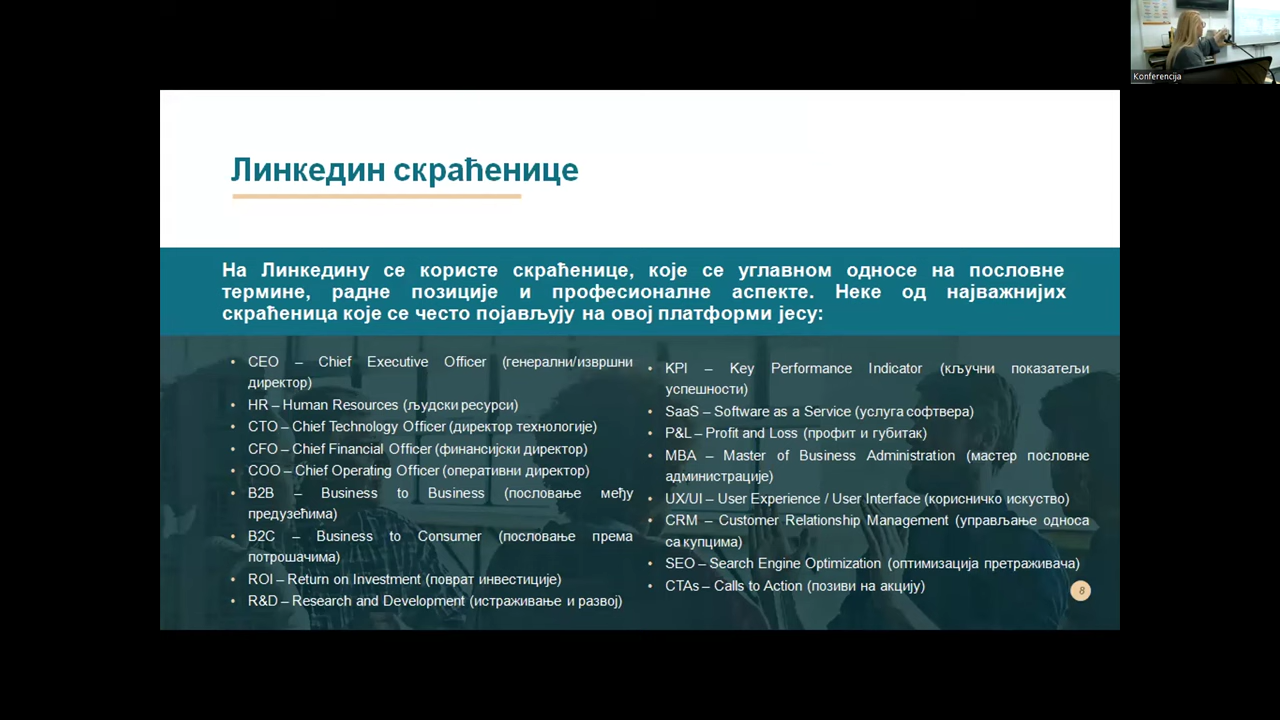 Konferencija
Линкедин скраћенице
На Линкедину се користе скраћенице, које се углавном односе на пословне
термине, радне позиције и професионалне аспекте. Неке од најважнијих
скраћеница које се често појављују на овој платформи јесу:
• CEO – Chief Executive Officer (генерални/извршни
директор)
• HR – Human Resources (људски ресурси)
• CTO – Chief Technology Officer (директор технологије)
• CFO – Chief Financial Officer (финансијски директор)
• COO – Chief Operating Officer (оперативни директор)
• B2B – Business to Business (пословање међу
предузећима)
• B2C – Business to Consumer (пословање према
потрошачима)
• ROI – Return on Investment (поврат инвестиције)
• R&D – Research and Development (истраживање и развој)
• KPI – Key Performance Indicator (кључни показатељи
успешности)
• SaaS – Software as a Service (услуга софтвера)
• P&L – Profit and Loss (профит и губитак)
• MBA – Master of Business Administration (мастер пословне
администрације)
• UX/UI – User Experience / User Interface (корисничко искуство)
• CRM – Customer Relationship Management (управљање односа
са купцима)
• SEO – Search Engine Optimization (оптимизација претраживача)
• CTAs – Calls to Action (позиви на акцију)
8